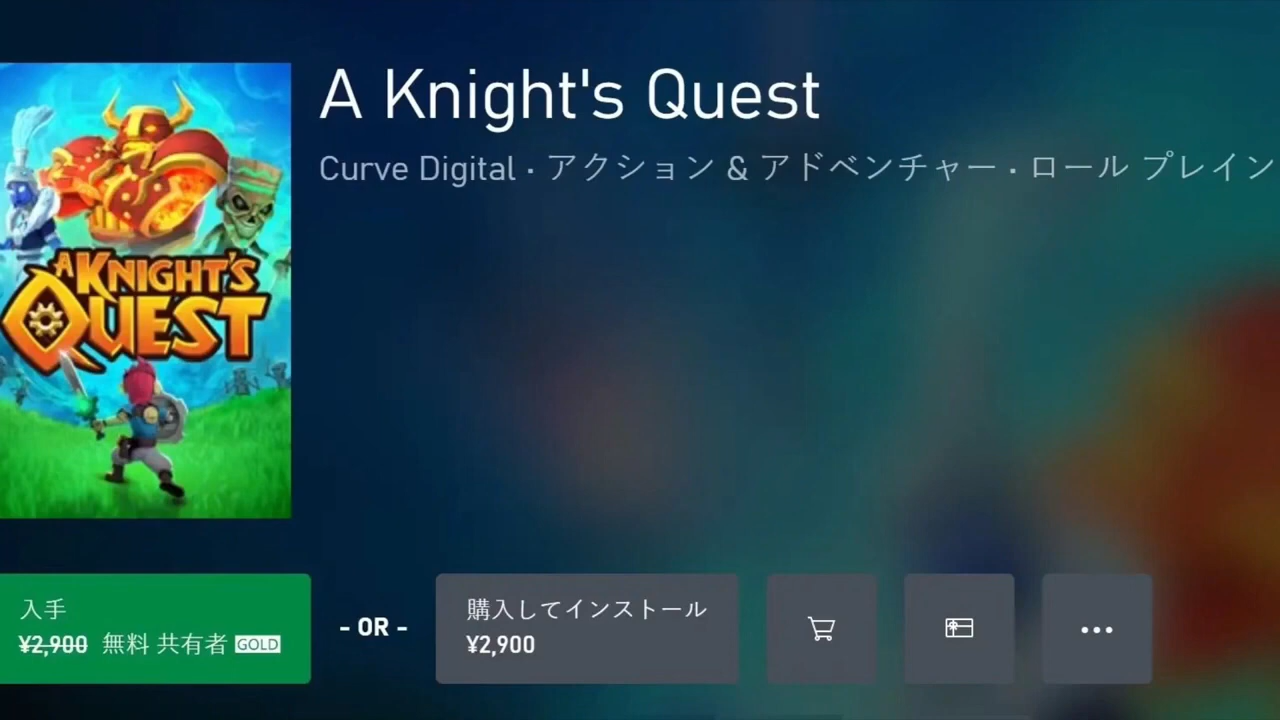 A Knight's Quest
Curve Digital · アクション & アドベンチャー · ロール プレイン
A KNIGHT'S
QUEST
入手
¥2,900 無料 共有者 GOLD
- OR -
購入してインストール
¥2,900